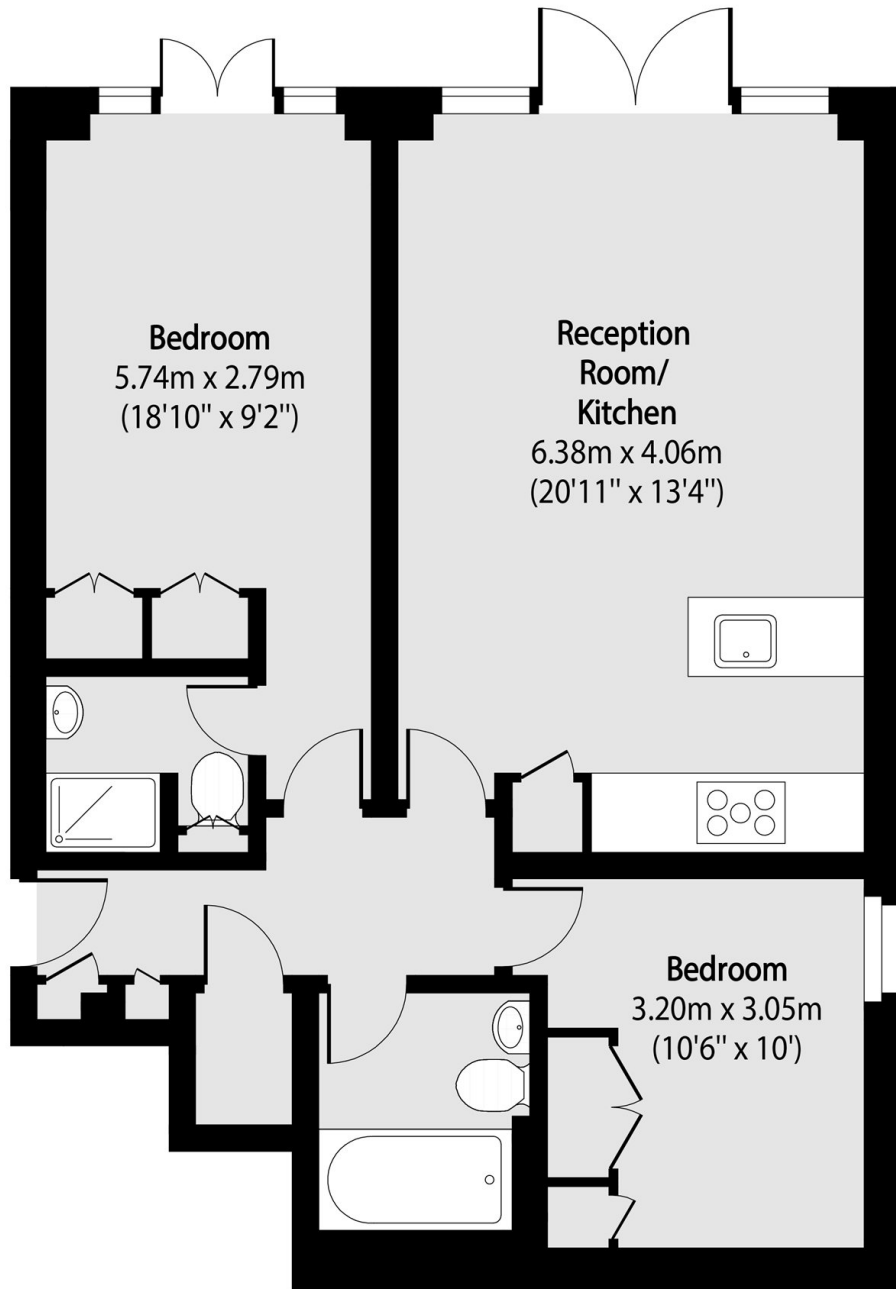 Bedroom
5.74m x 2.79m
(18'10" x 9'2")
Reception
Room/
Kitchen
6.38m x 4.06m
(20'11" x 13'4")
Bedroom
3.20m x 3.05m
(10'6" x 10')